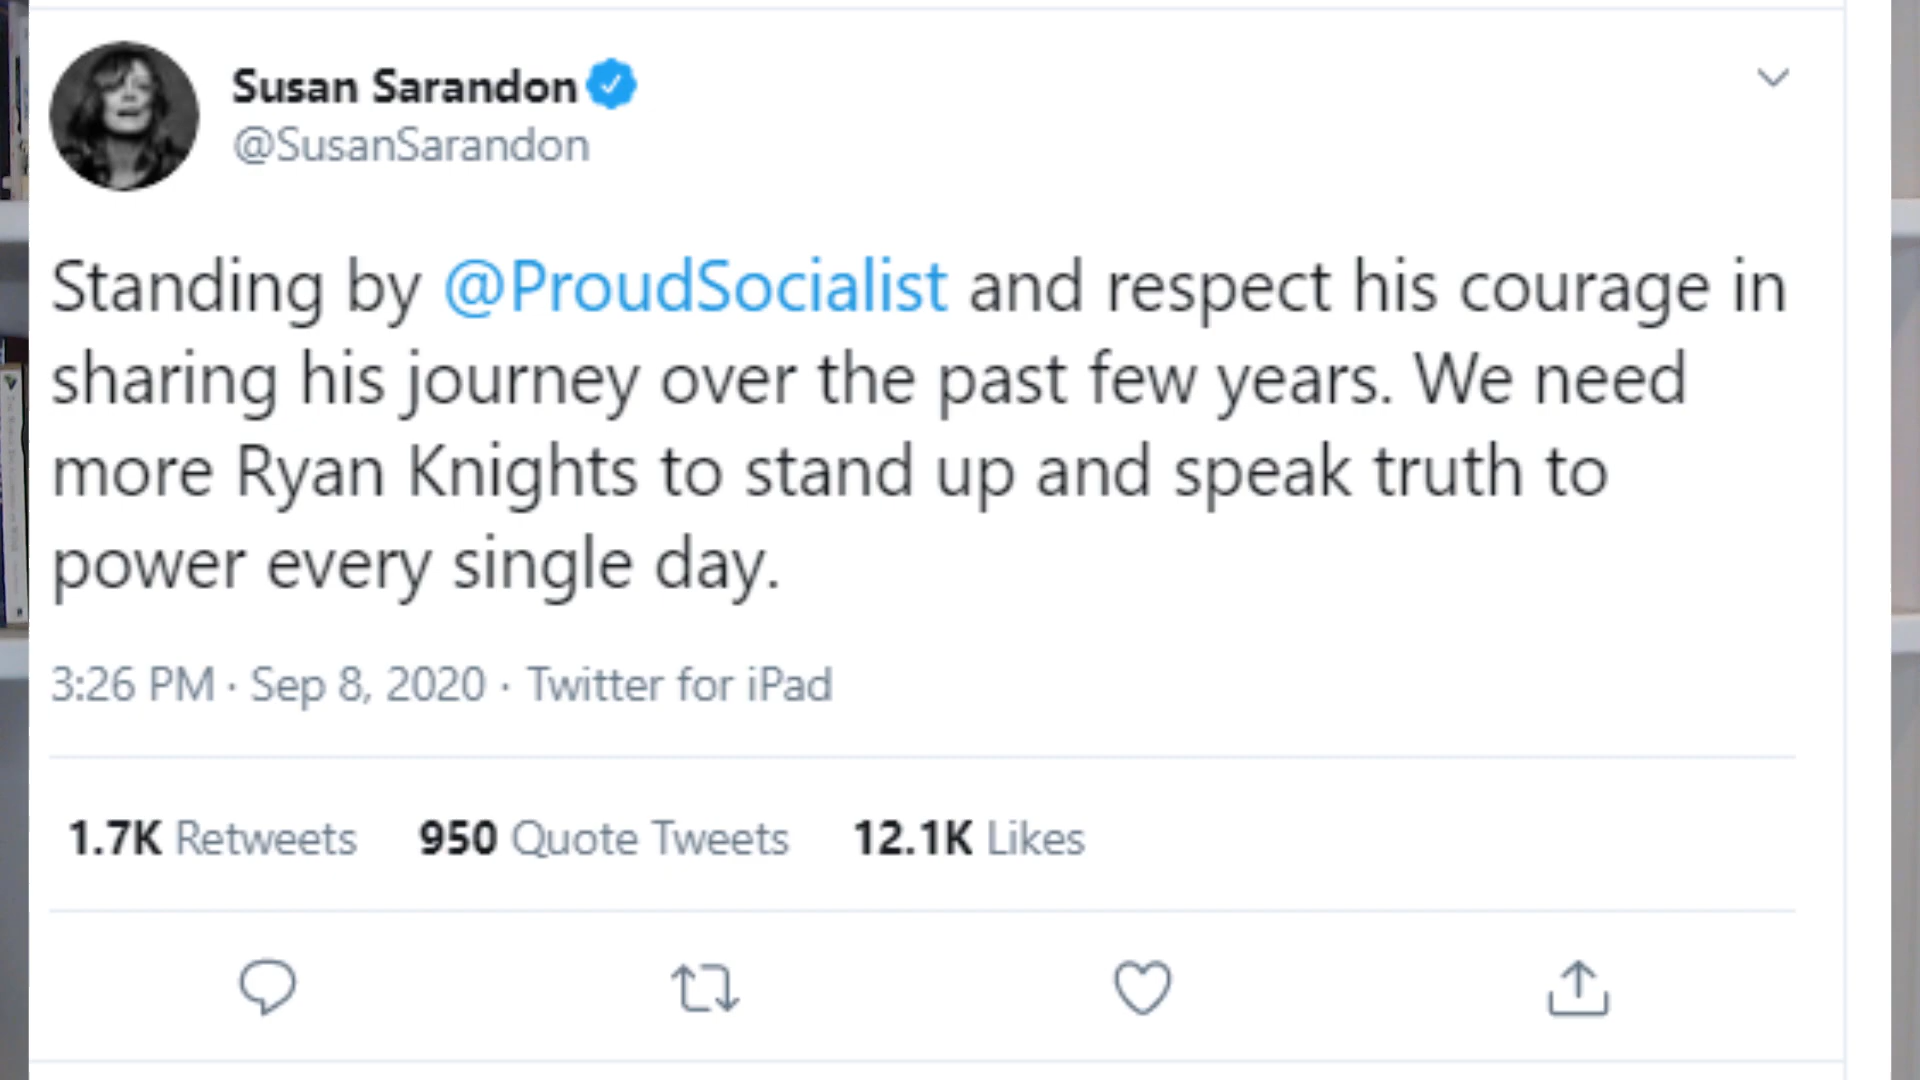 Susan Sarandon
@SusanSarandon
Standing by @ProudSocialist and respect his courage in
sharing his journey over the past few years. We need
more Ryan Knights to stand up and speak truth to
power every single day.
3:26 PM · Sep 8, 2020 · Twitter for iPad
1.7K Retweets 950 Quote Tweets 12.1K Likes